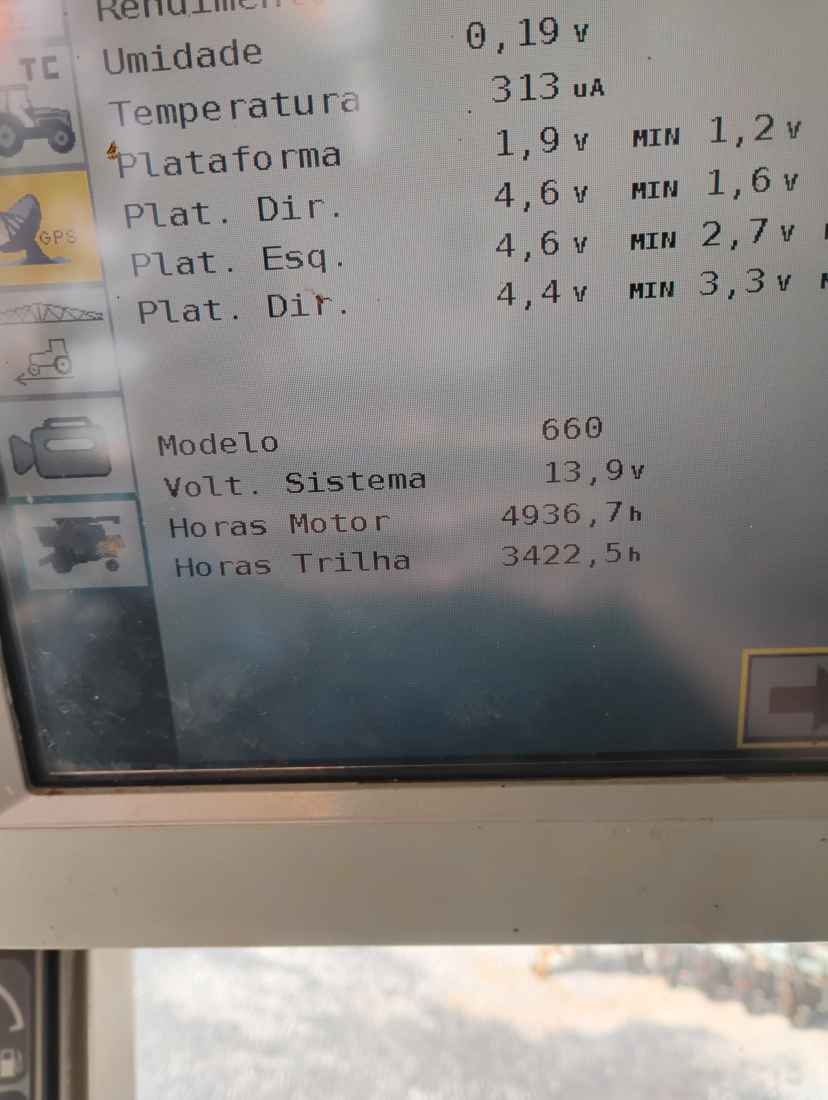 Rendimento
TC
Umidade 0,19 V
Temperatura 313 uA
Plataforma 1,9 V MIN 1,2 V
GPS
Plat. Dir. 4,6 V MIN 1,6 V
Plat. Esq. 4,6 V MIN 2,7 V
Plat. Dir. 4,4 V MIN 3,3 V
Modelo 660
Volt. Sistema 13,9 V
Horas Motor 4936,7 h
Horas Trilha 3422,5 h